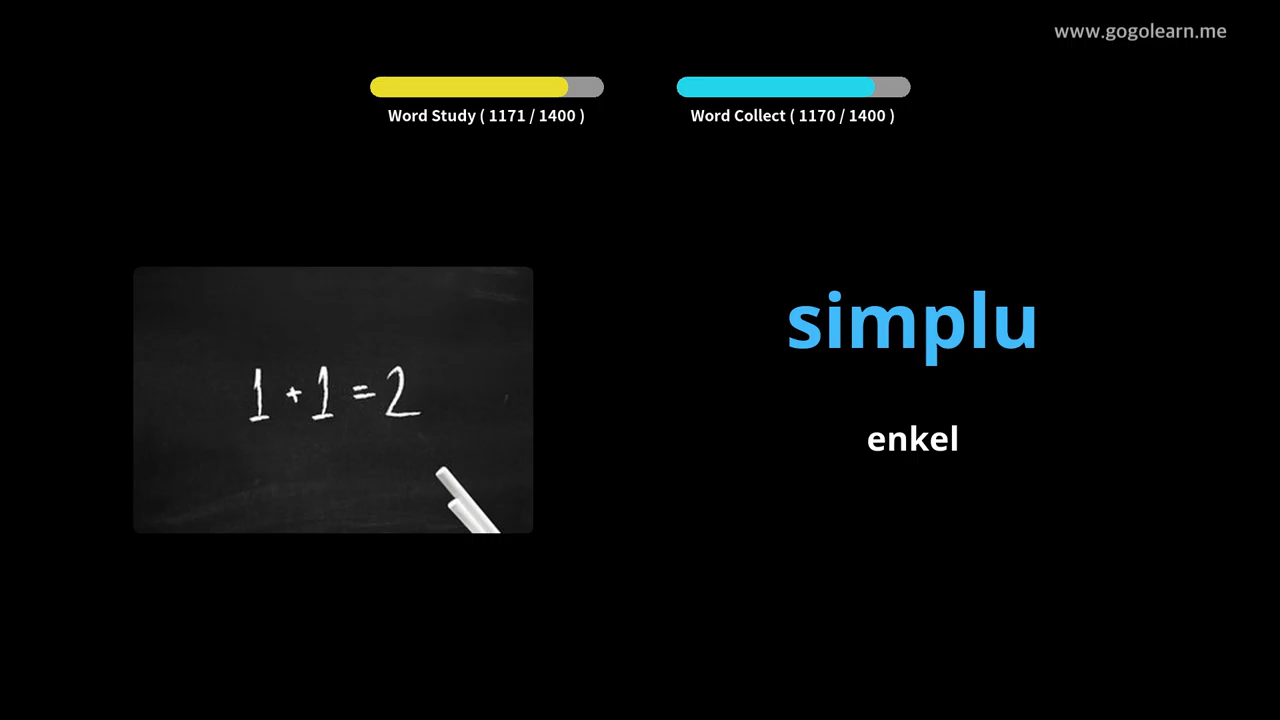 www.gogolearn.me
Word Study ( 1171 / 1400 )
Word Collect ( 1170 / 1400 )
1 + 1 = 2
simplu
enkel